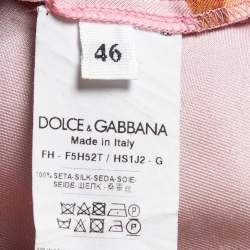 46
DOLCE & GABBANA
Made in Italy
FH - F5H52T / HS1J2 - G
100% SETA-SILK-SEDA-SOIE-
SEIDE-ШЕЛК-